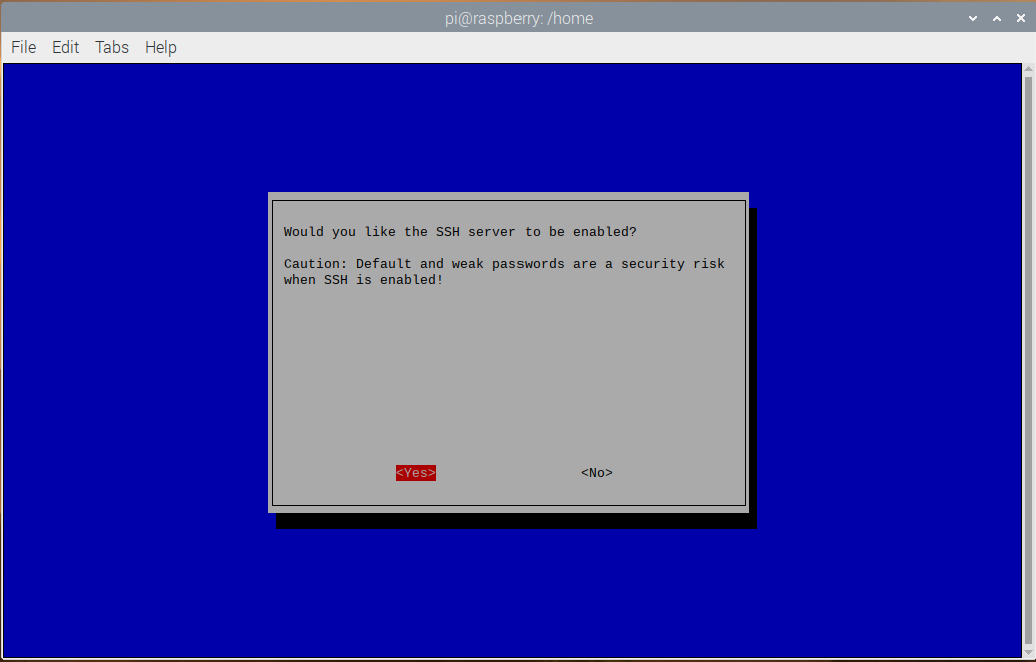 pi@raspberry: /home
File Edit Tabs Help
Would you like the SSH server to be enabled?
Caution: Default and weak passwords are a security risk
when SSH is enabled!
<Yes> <No>